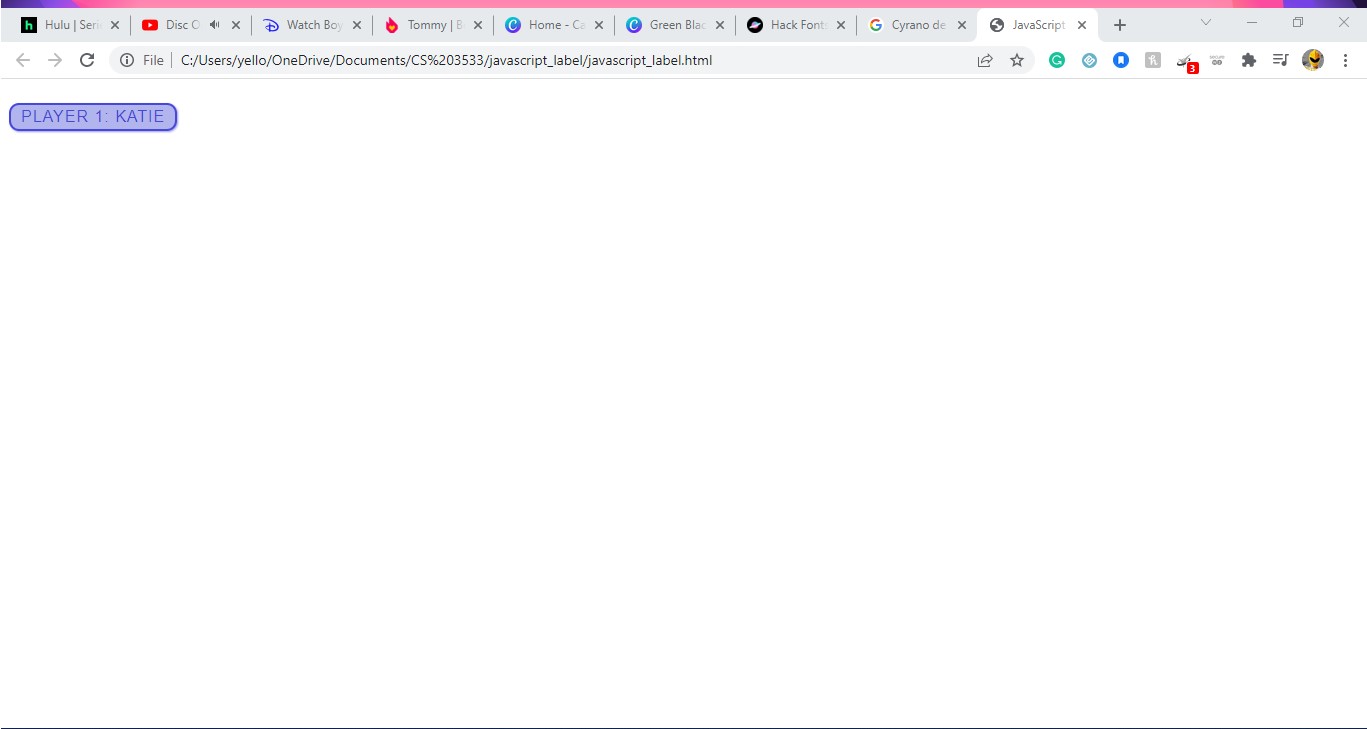 Hulu | Seri
Disc O
Watch Boy
Tommy | B
Home - Ca
Green Blac
Hack Font
Cyrano de
JavaScript
File
C:/Users/yello/OneDrive/Documents/CS%203533/javascript_label/javascript_label.html
3
PLAYER 1: KATIE